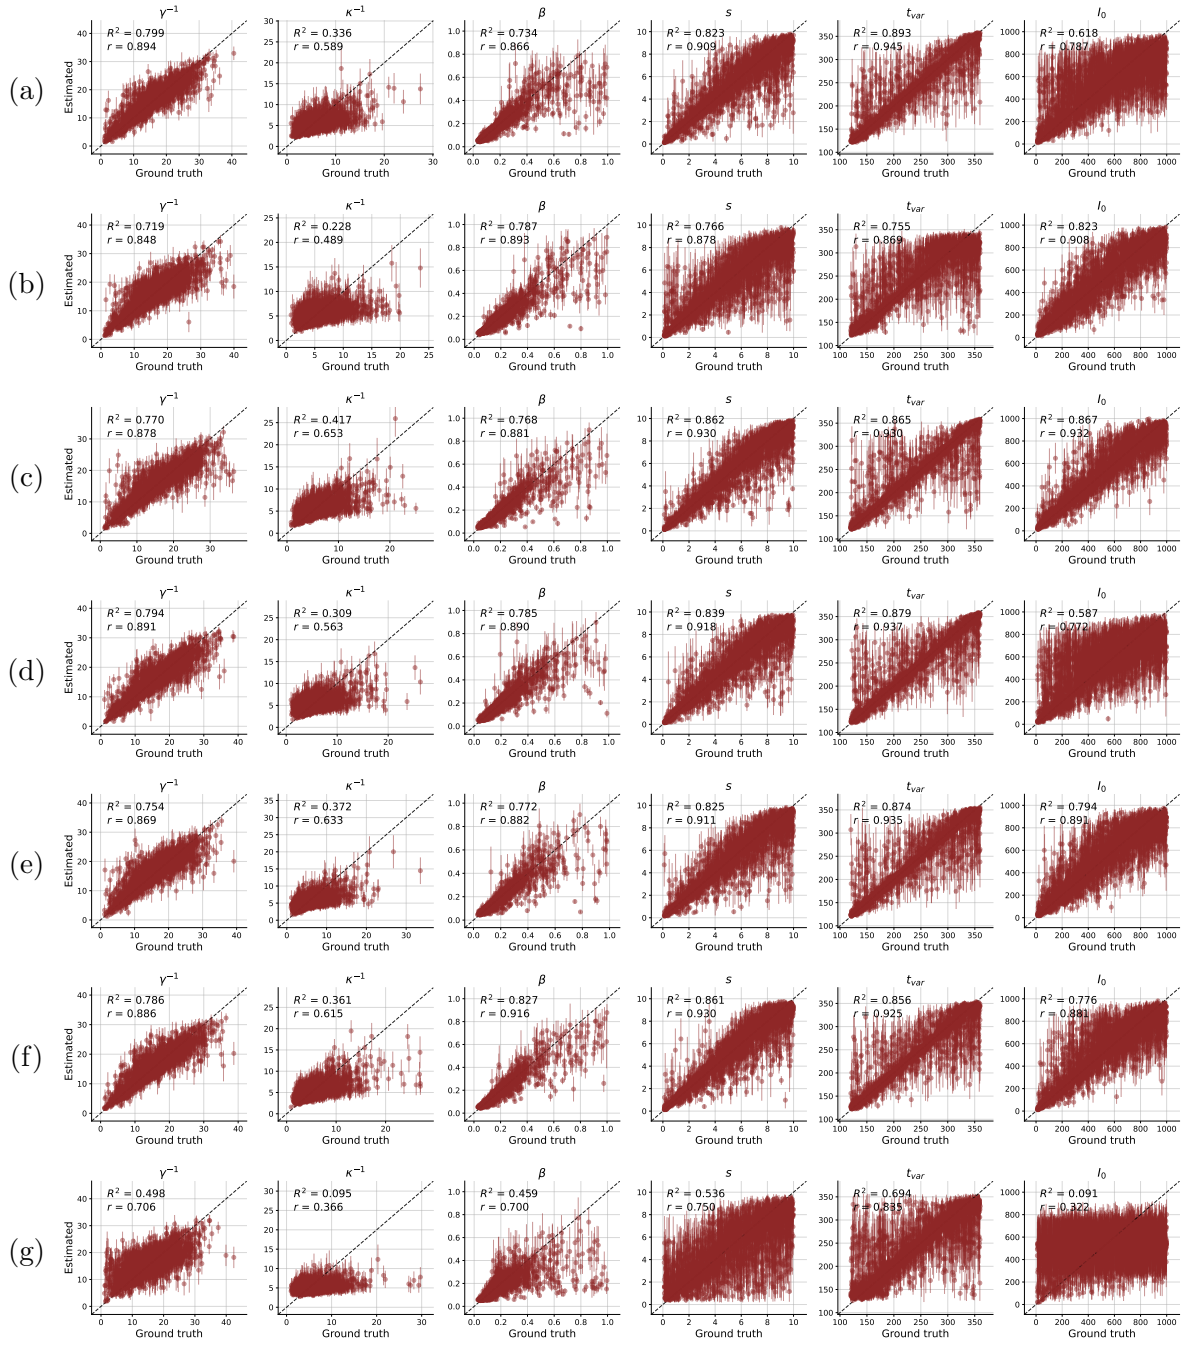 (a)
γ⁻¹ κ⁻¹ β s t_var I₀
R² = 0.799 R² = 0.336 R² = 0.734 R² = 0.823 R² = 0.893 R² = 0.618
r = 0.894 r = 0.589 r = 0.866 r = 0.909 r = 0.945 r = 0.787
Estimated
Ground truth Ground truth Ground truth Ground truth Ground truth Ground truth
(b)
γ⁻¹ κ⁻¹ β s t_var I₀
R² = 0.719 R² = 0.228 R² = 0.787 R² = 0.766 R² = 0.755 R² = 0.823
r = 0.848 r = 0.489 r = 0.893 r = 0.878 r = 0.869 r = 0.908
Estimated
Ground truth Ground truth Ground truth Ground truth Ground truth Ground truth
(c)
γ⁻¹ κ⁻¹ β s t_var I₀
R² = 0.770 R² = 0.417 R² = 0.768 R² = 0.862 R² = 0.865 R² = 0.867
r = 0.878 r = 0.653 r = 0.881 r = 0.930 r = 0.930 r = 0.932
Estimated
Ground truth Ground truth Ground truth Ground truth Ground truth Ground truth
(d)
γ⁻¹ κ⁻¹ β s t_var I₀
R² = 0.794 R² = 0.309 R² = 0.785 R² = 0.839 R² = 0.879 R² = 0.587
r = 0.891 r = 0.563 r = 0.890 r = 0.918 r = 0.937 r = 0.772
Estimated
Ground truth Ground truth Ground truth Ground truth Ground truth Ground truth
(e)
γ⁻¹ κ⁻¹ β s t_var I₀
R² = 0.754 R² = 0.372 R² = 0.772 R² = 0.825 R² = 0.874 R² = 0.794
r = 0.869 r = 0.633 r = 0.882 r = 0.911 r = 0.935 r = 0.891
Estimated
Ground truth Ground truth Ground truth Ground truth Ground truth Ground truth
(f)
γ⁻¹ κ⁻¹ β s t_var I₀
R² = 0.786 R² = 0.361 R² = 0.827 R² = 0.861 R² = 0.856 R² = 0.776
r = 0.886 r = 0.615 r = 0.916 r = 0.930 r = 0.925 r = 0.881
Estimated
Ground truth Ground truth Ground truth Ground truth Ground truth Ground truth
(g)
γ⁻¹ κ⁻¹ β s t_var I₀
R² = 0.498 R² = 0.095 R² = 0.459 R² = 0.536 R² = 0.694 R² = 0.091
r = 0.706 r = 0.366 r = 0.700 r = 0.750 r = 0.835 r = 0.322
Estimated
Ground truth Ground truth Ground truth Ground truth Ground truth Ground truth